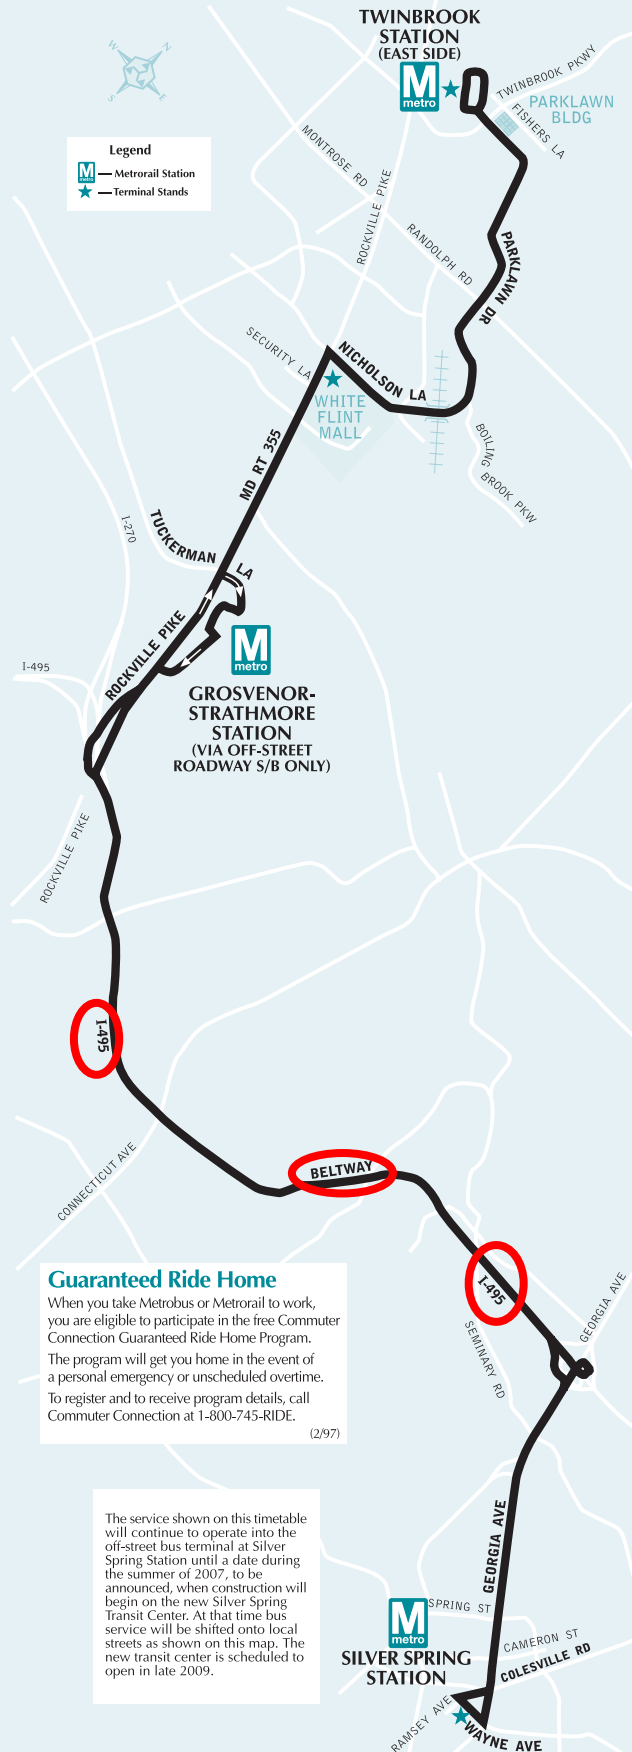 TWINBROOK
STATION
(EAST SIDE)
M
metro
TWINBROOK PKWY
PARKLAWN
BLDG
FISHERS LA
W
N
S
E
Legend
M
metro
Metrorail Station
Terminal Stands
MONTROSE RD
ROCKVILLE PIKE
RANDOLPH RD
PARKLAWN DR
SECURITY LA
NICHOLSON LA
WHITE
FLINT
MALL
BOILING
BROOK PKW
MD RT 355
I-270
TUCKERMAN
LA
ROCKVILLE PIKE
M
metro
I-495
GROSVENOR-
STRATHMORE
STATION
(VIA OFF-STREET
ROADWAY S/B ONLY)
ROCKVILLE PIKE
I-495
CONNECTICUT AVE
BELTWAY
I-495
GEORGIA AVE
SEMINARY RD
Guaranteed Ride Home
When you take Metrobus or Metrorail to work,
you are eligible to participate in the free Commuter
Connection Guaranteed Ride Home Program.
The program will get you home in the event of
a personal emergency or unscheduled overtime.
To register and to receive program details, call
Commuter Connection at 1-800-745-RIDE.
(2/97)
The service shown on this timetable
will continue to operate into the
off-street bus terminal at Silver
Spring Station until a date during
the summer of 2007, to be
announced, when construction will
begin on the new Silver Spring
Transit Center. At that time bus
service will be shifted onto local
streets as shown on this map. The
new transit center is scheduled to
open in late 2009.
GEORGIA AVE
M
metro
SPRING ST
CAMERON ST
SILVER SPRING
STATION
COLESVILLE RD
RAMSEY AVE
WAYNE AVE